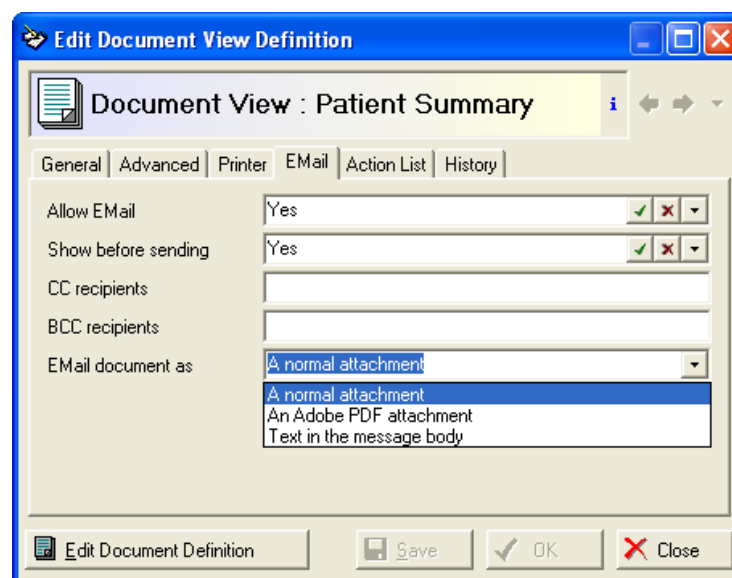 Edit Document View Definition
Document View : Patient Summary
i
General Advanced Printer EMail Action List History
Allow EMail Yes
Show before sending Yes
CC recipients
BCC recipients
EMail document as A normal attachment
A normal attachment
An Adobe PDF attachment
Text in the message body
Edit Document Definition Save OK Close